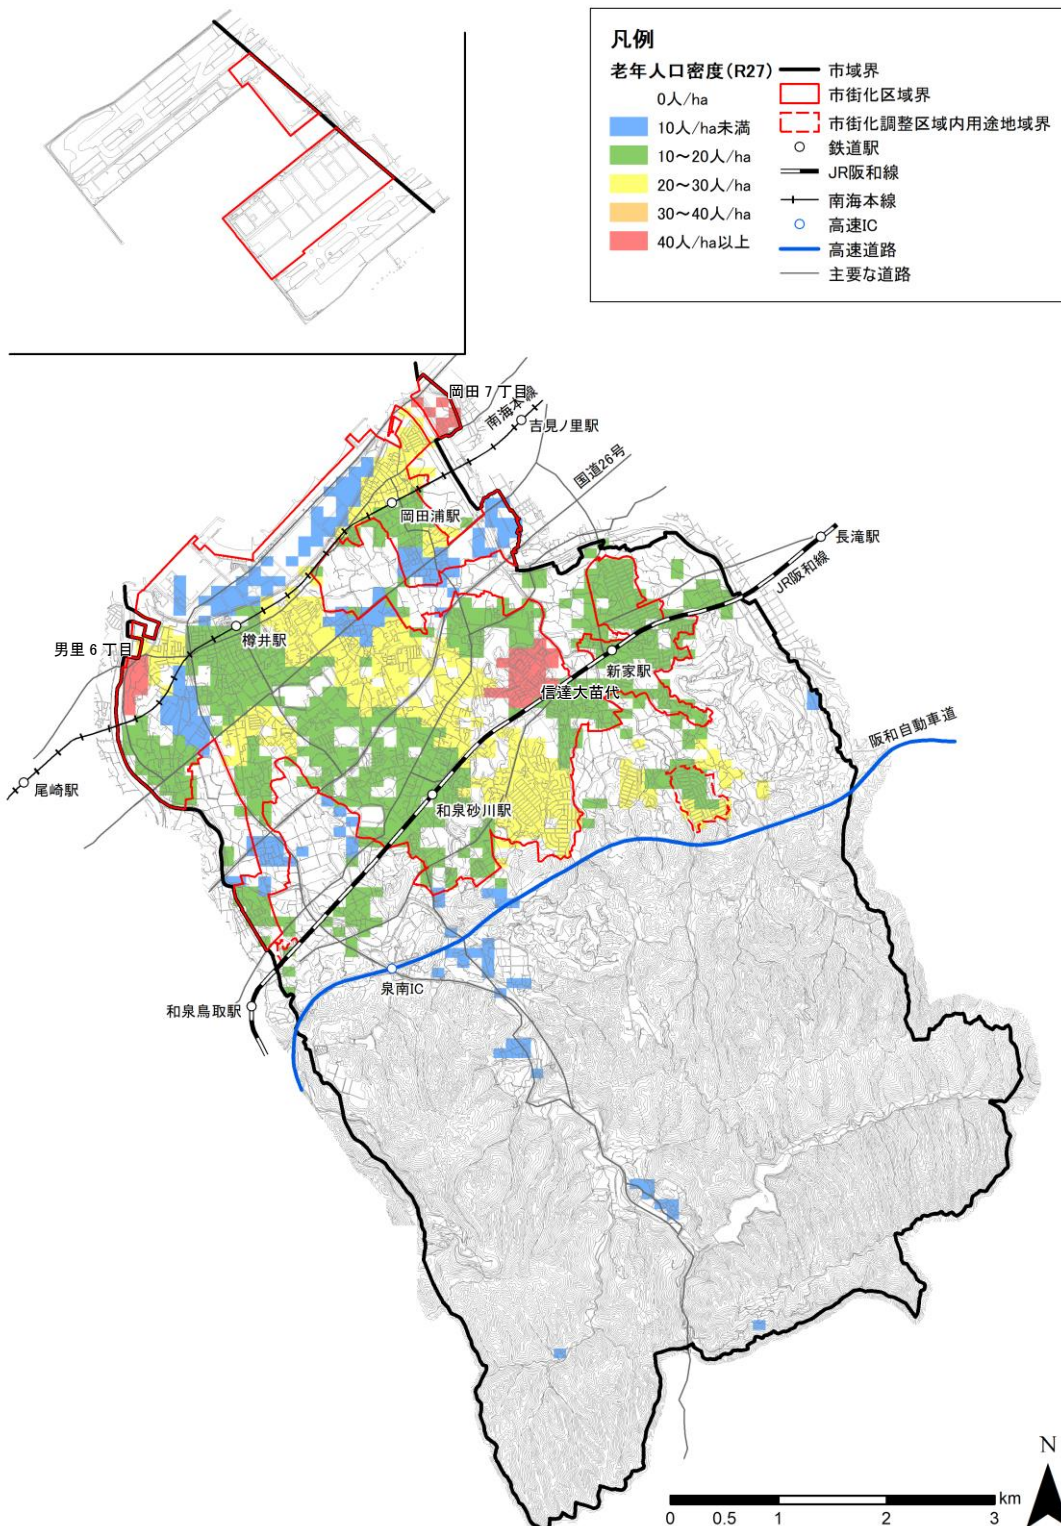 凡例
老年人口密度(R27)
0人/ha
10人/ha未満
10～20人/ha
20～30人/ha
30～40人/ha
40人/ha以上
市域界
市街化区域界
市街化調整区域内用途地域界
鉄道駅
JR阪和線
南海本線
高速IC
高速道路
主要な道路
岡田7丁目
南海本線
吉見ノ里駅
国道26号
岡田浦駅
長滝駅
JR阪和線
樽井駅
男里6丁目
新家駅
信達大苗代
阪和自動車道
尾崎駅
和泉砂川駅
泉南IC
和泉鳥取駅
N
km
0 0.5 1 2 3